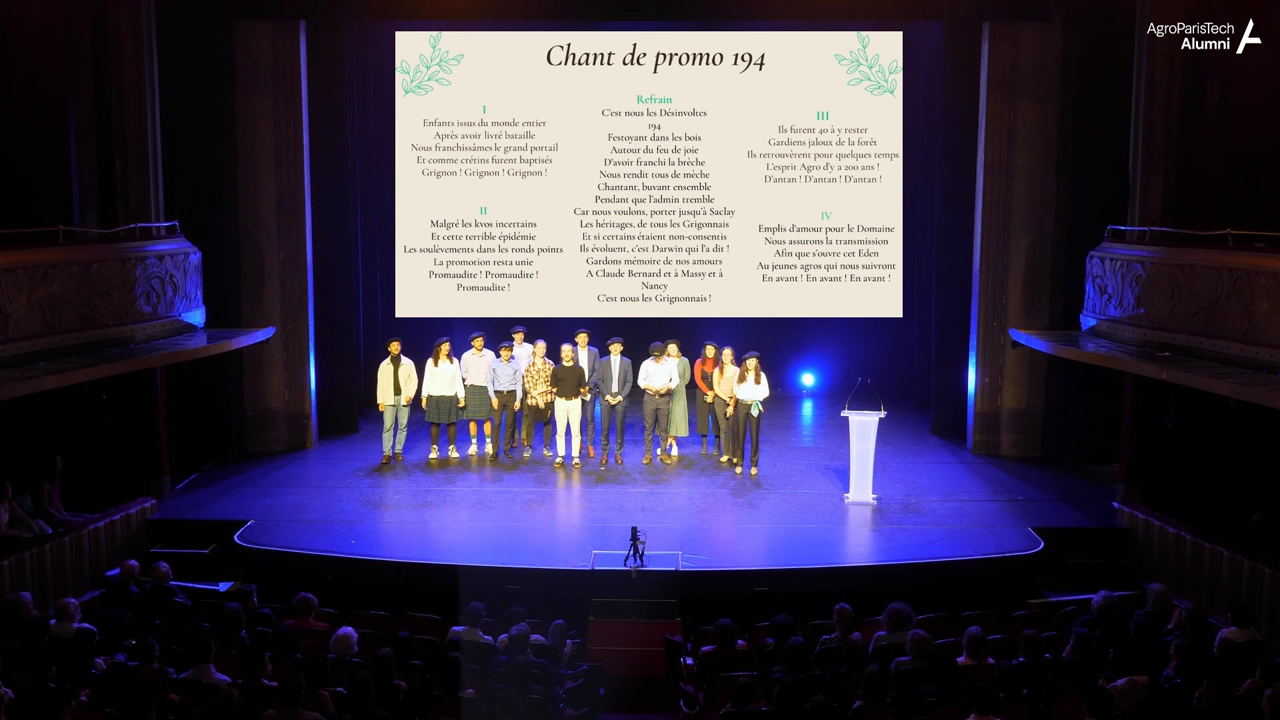 AgroParisTech
Alumni
Chant de promo 194
I
Enfants issus du monde entier
Après avoir livré bataille
Nous franchissâmes le grand portail
Et comme crétins furent baptisés
Grignon ! Grignon ! Grignon !
II
Malgré les kvos incertains
Et cette terrible épidémie
Les soulèvements dans les ronds points
La promotion resta unie
Promaudite ! Promaudite !
Promaudite !
Refrain
C'est nous les Désinvoltes
194
Festoyant dans les bois
Autour du feu de joie
D'avoir franchi la brèche
Nous rendit tous de mèche
Chantant, buvant ensemble
Pendant que l'admin tremble
Car nous voulons, porter jusqu'à Saclay
Les héritages, de tous les Grigonnais
Et si certains étaient non-consentis
Ils évoluent, c'est Darwin qui l'a dit !
Gardons mémoire de nos amours
A Claude Bernard et à Massy et à
Nancy
C'est nous les Grignonnais !
III
Ils furent 40 à y rester
Gardiens jaloux de la forêt
Ils retrouvèrent pour quelques temps
L'esprit Agro d'y a 200 ans !
D'antan ! D'antan ! D'antan !
IV
Emplis d'amour pour le Domaine
Nous assurons la transmission
Afin que s'ouvre cet Eden
Au jeunes agros qui nous suivront
En avant ! En avant ! En avant !